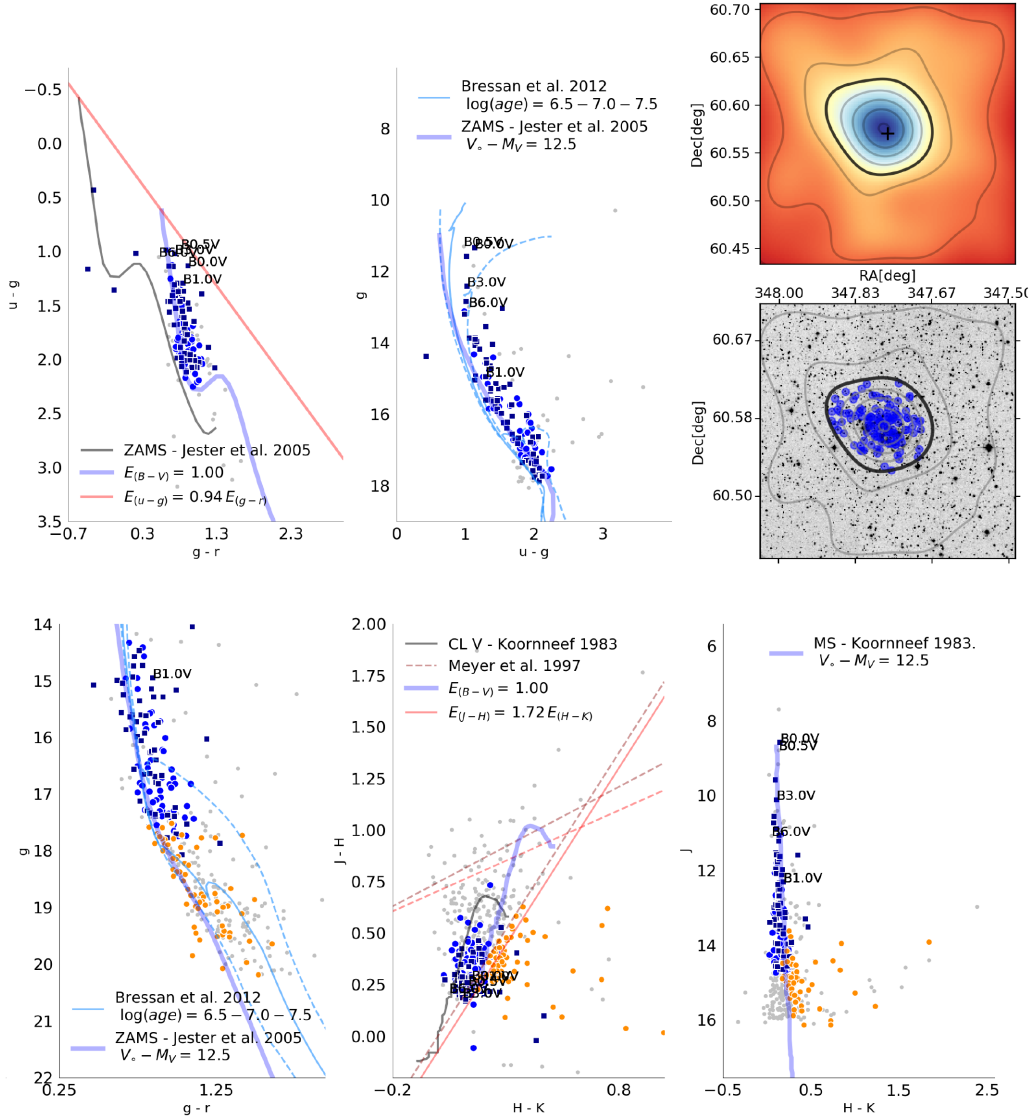 −0.5
0.0
0.5
1.0
1.5
2.0
2.5
3.0
3.5
u - g
−0.7
0.3
1.3
2.3
g - r
B0.5V
B0.0V
B1.0V
ZAMS - Jester et al. 2005
E(B−V) = 1.00
E(u−g) = 0.94 E(g−r)
Bressan et al. 2012
log(age) = 6.5 − 7.0 − 7.5
ZAMS - Jester et al. 2005
V∘ − MV = 12.5
8
10
12
14
16
18
g
0
1
2
3
u - g
B0.5V
B0.0V
B3.0V
B6.0V
B1.0V
60.70
60.65
60.60
60.55
60.50
60.45
Dec[deg]
RA[deg]
348.00
347.83
347.67
347.50
60.67
60.58
60.50
Dec[deg]
14
15
16
17
18
19
20
21
22
g
0.25
1.25
g - r
B1.0V
Bressan et al. 2012
log(age) = 6.5 − 7.0 − 7.5
ZAMS - Jester et al. 2005
V∘ − MV = 12.5
2.00
1.75
1.50
1.25
1.00
0.75
0.50
0.25
0.00
J - H
−0.2
0.8
H - K
CL V - Koornneef 1983
Meyer et al. 1997
E(B−V) = 1.00
E(J−H) = 1.72 E(H−K)
MS - Koornneef 1983.
V∘ − MV = 12.5
6
8
10
12
14
16
J
−0.5
0.5
1.5
2.5
H - K
B0.0V
B0.5V
B3.0V
B6.0V
B1.0V